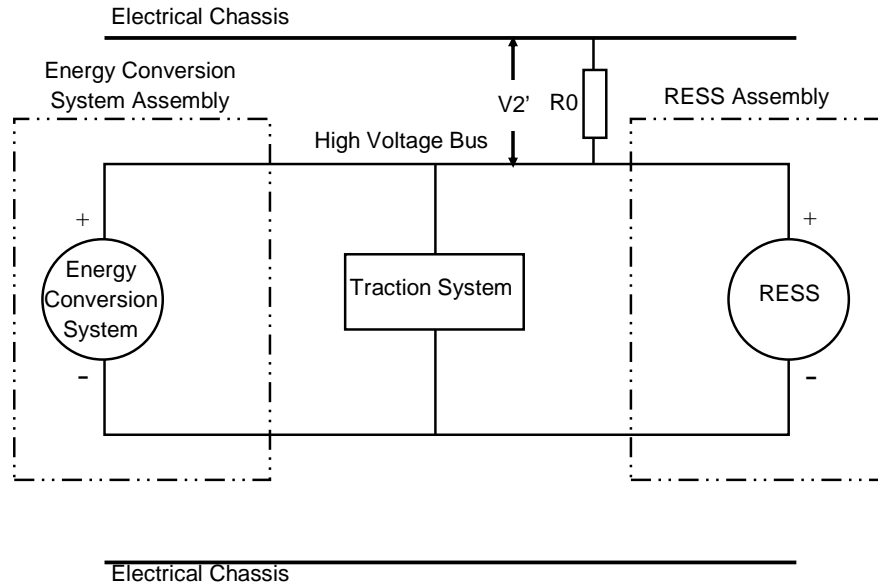 Electrical Chassis
Energy Conversion
System Assembly
V2’
R0
RESS Assembly
High Voltage Bus
+
+
Energy
Conversion
System
Traction System
RESS
-
-
Electrical Chassis